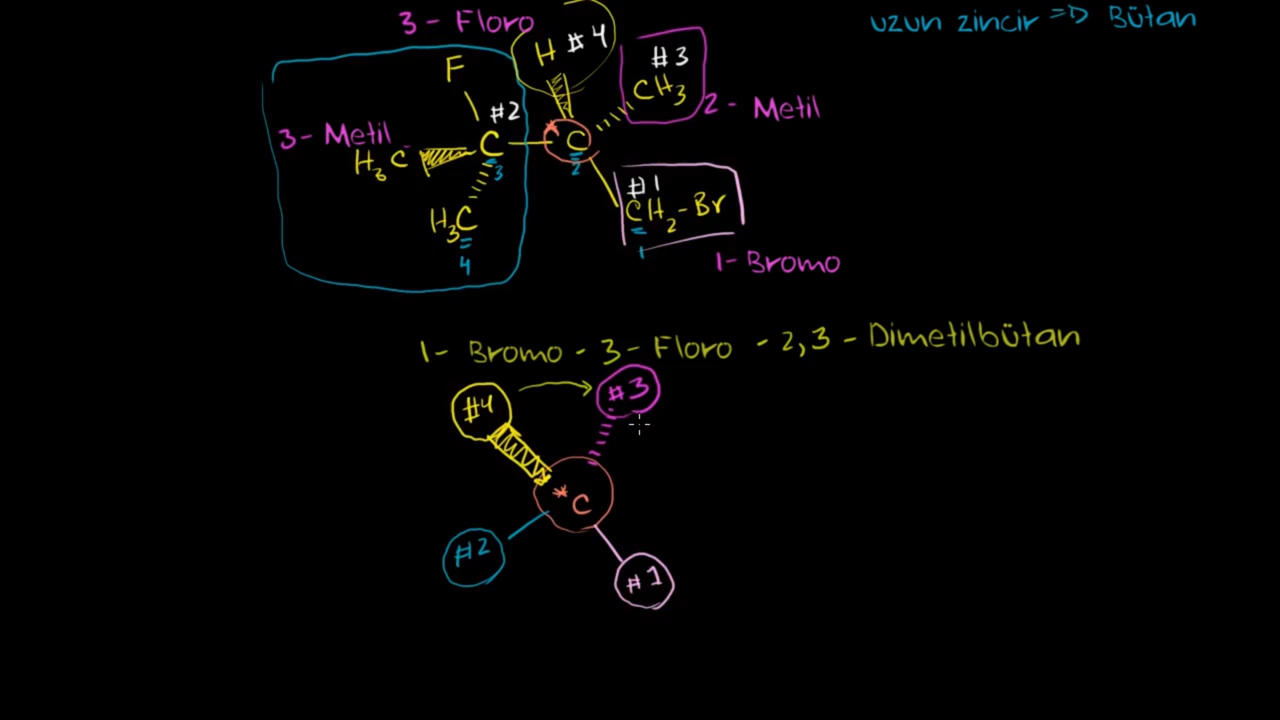 3 - Floro
uzun zincir => Bütan
H #4
#3
F
CH3
#2
2 - Metil
3 - Metil
H3C
C
3
* C
2
#1
CH2-Br
H3C
4
1
1- Bromo
1- Bromo - 3 - Floro - 2,3 - Dimetilbütan
#4
#3
* C
#2
#1